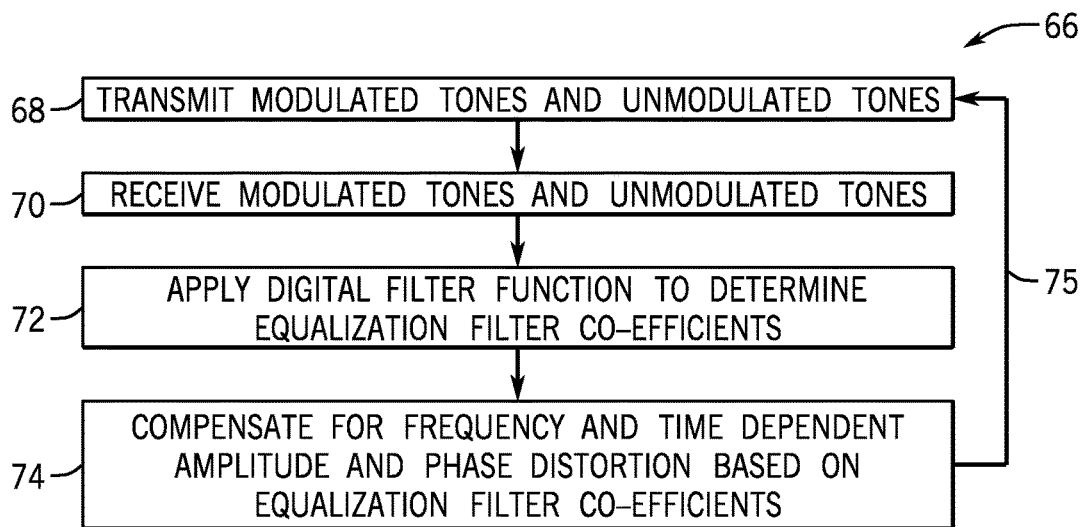 66
68 TRANSMIT MODULATED TONES AND UNMODULATED TONES
70 RECEIVE MODULATED TONES AND UNMODULATED TONES
72 APPLY DIGITAL FILTER FUNCTION TO DETERMINE
EQUALIZATION FILTER CO-EFFICIENTS
75
74 COMPENSATE FOR FREQUENCY AND TIME DEPENDENT
AMPLITUDE AND PHASE DISTORTION BASED ON
EQUALIZATION FILTER CO-EFFICIENTS